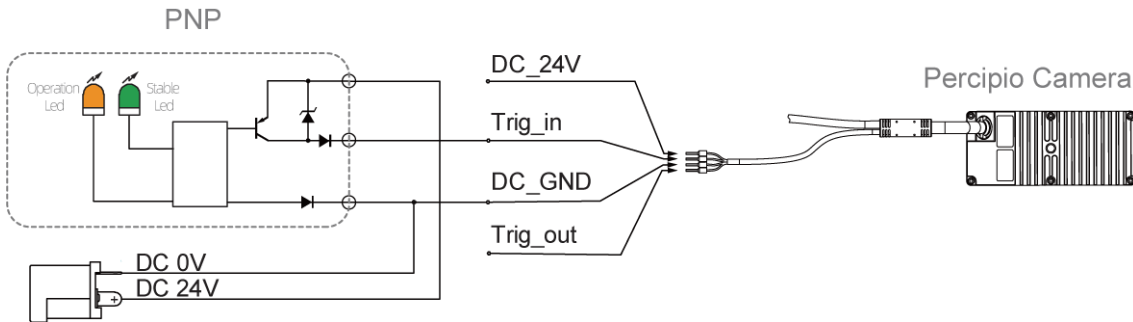 PNP
Operation
Led
Stable
Led
DC_24V
Trig_in
DC_GND
Trig_out
Percipio Camera
DC 0V
DC 24V
+